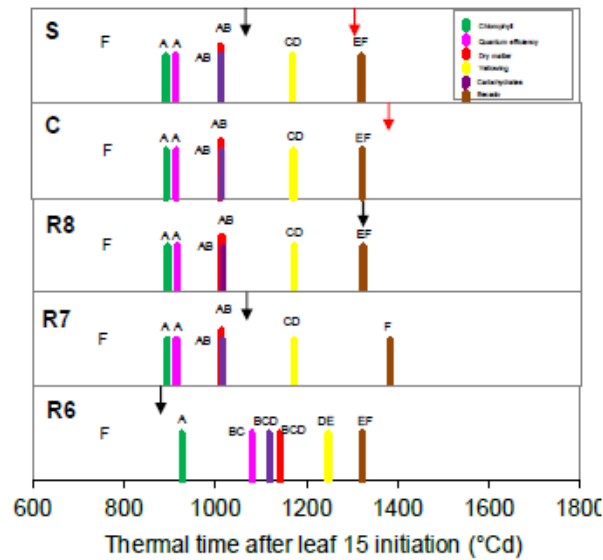 S
F
A A
AB
AB
CD
EF
Chlorophyll
Quantum efficiency
Dry matter
Yellowing
Carbohydrates
C
F
A A
AB
AB
CD
EF
R8
F
A A
AB
AB
CD
EF
R7
F
A A
AB
AB
CD
F
R6
F
A
BC
BCD
BCD
DE
EF
600 800 1000 1200 1400 1600 1800
Thermal time after leaf 15 initiation (°Cd)